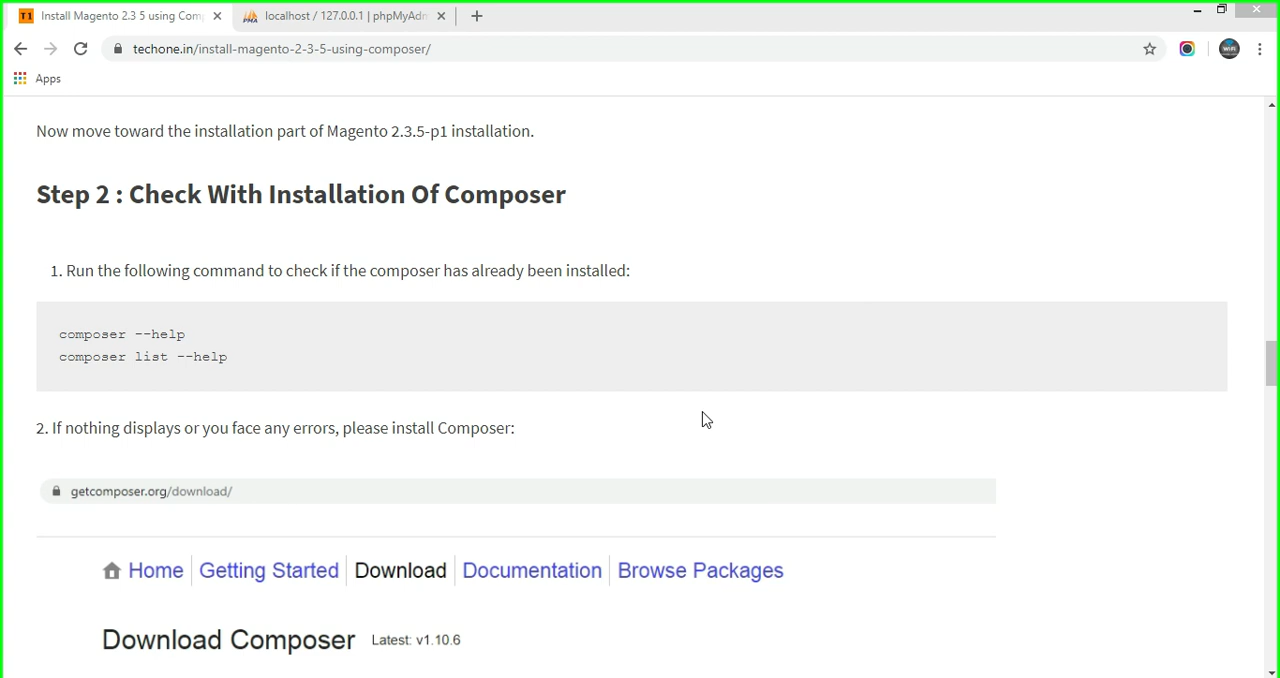 T1 Install Magento 2.3 5 using Com
PMA localhost / 127.0.0.1 | phpMyAdm
techone.in/install-magento-2-3-5-using-composer/
Apps
Now move toward the installation part of Magento 2.3.5-p1 installation.
Step 2 : Check With Installation Of Composer
1. Run the following command to check if the composer has already been installed:
composer --help
composer list --help
2. If nothing displays or you face any errors, please install Composer:
getcomposer.org/download/
Home Getting Started Download Documentation Browse Packages
Download Composer Latest: v1.10.6